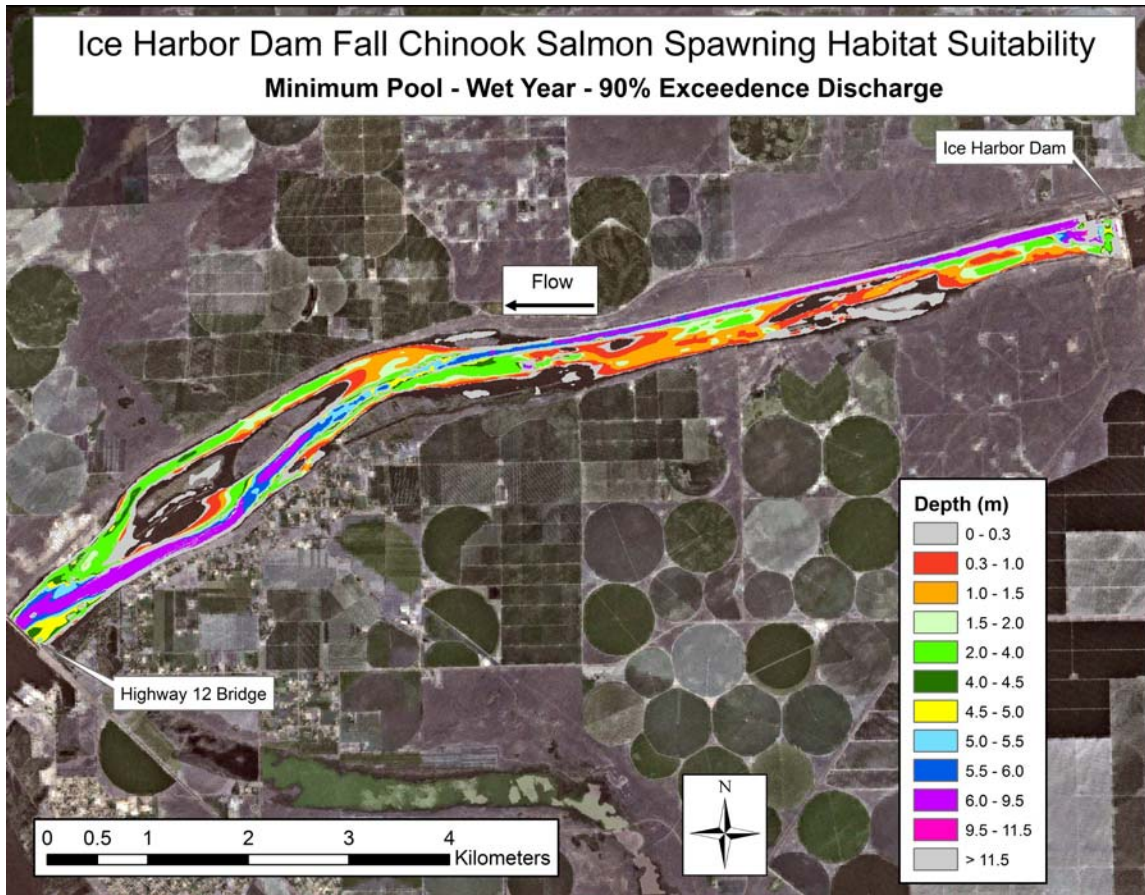 Ice Harbor Dam Fall Chinook Salmon Spawning Habitat Suitability
Minimum Pool - Wet Year - 90% Exceedence Discharge
Ice Harbor Dam
Flow
Highway 12 Bridge
Depth (m)
0 - 0.3
0.3 - 1.0
1.0 - 1.5
1.5 - 2.0
2.0 - 4.0
4.0 - 4.5
4.5 - 5.0
5.0 - 5.5
5.5 - 6.0
6.0 - 9.5
9.5 - 11.5
> 11.5
N
0 0.5 1 2 3 4
Kilometers